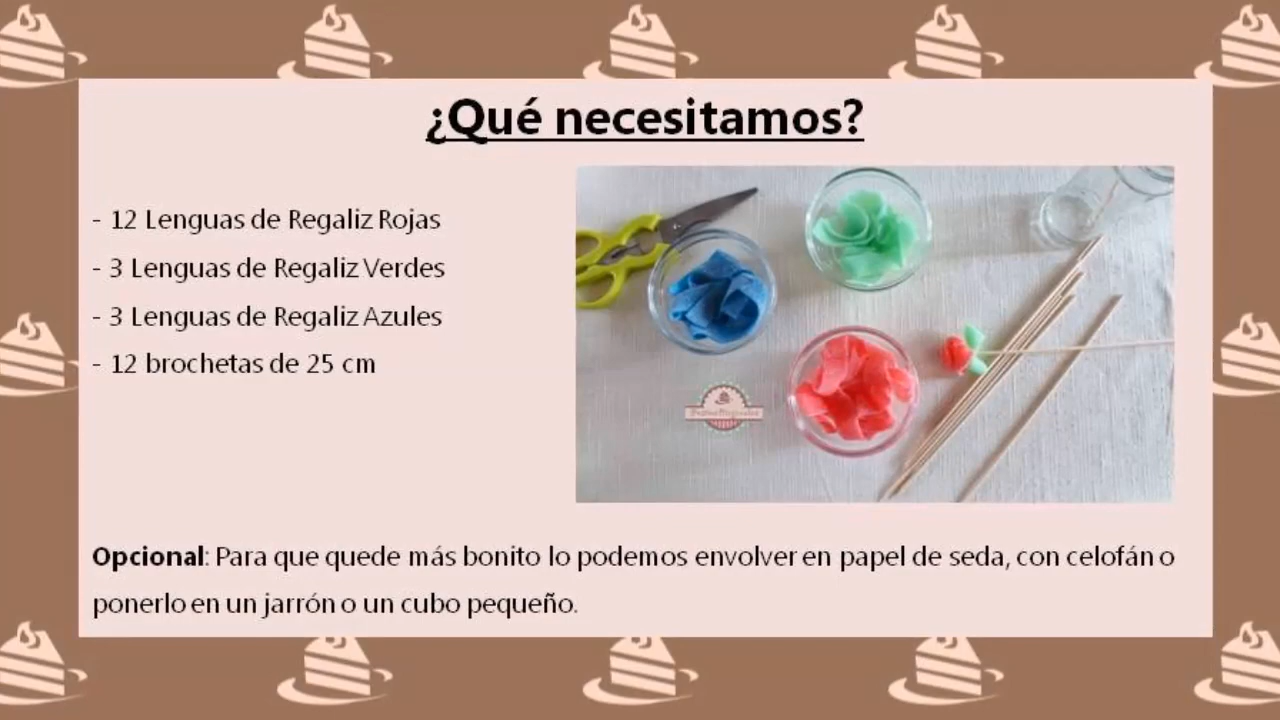 ¿Qué necesitamos?
- 12 Lenguas de Regaliz Rojas
- 3 Lenguas de Regaliz Verdes
- 3 Lenguas de Regaliz Azules
- 12 brochetas de 25 cm
Opcional: Para que quede más bonito lo podemos envolver en papel de seda, con celofán o
ponerlo en un jarrón o un cubo pequeño.